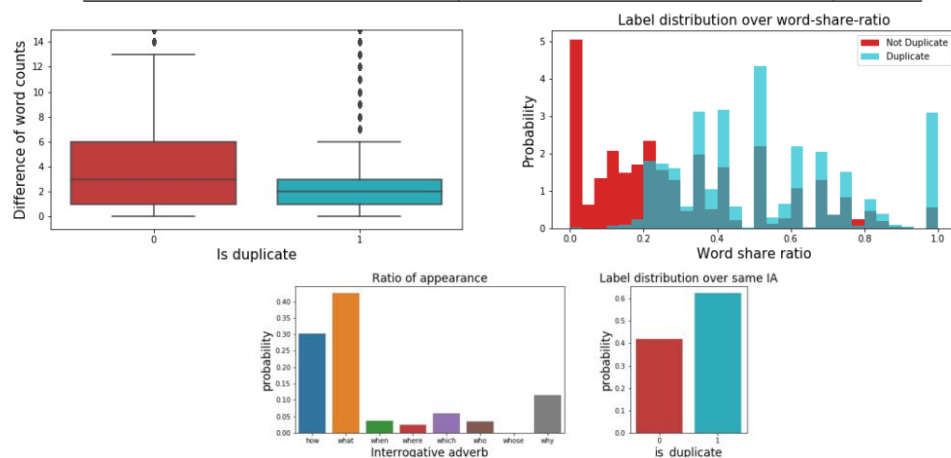 14
12
10
8
6
4
2
0
Difference of word counts
0 1
Is duplicate
Label distribution over word-share-ratio
Not Duplicate
Duplicate
5
4
3
2
1
0
Probability
0.0 0.2 0.4 0.6 0.8 1.0
Word share ratio
Ratio of appearance
0.40
0.35
0.30
0.25
0.20
0.15
0.10
0.05
0.00
probability
how what when where which who whose why
Interrogative adverb
Label distribution over same IA
0.6
0.5
0.4
0.3
0.2
0.1
0.0
probability
0 1
is duplicate